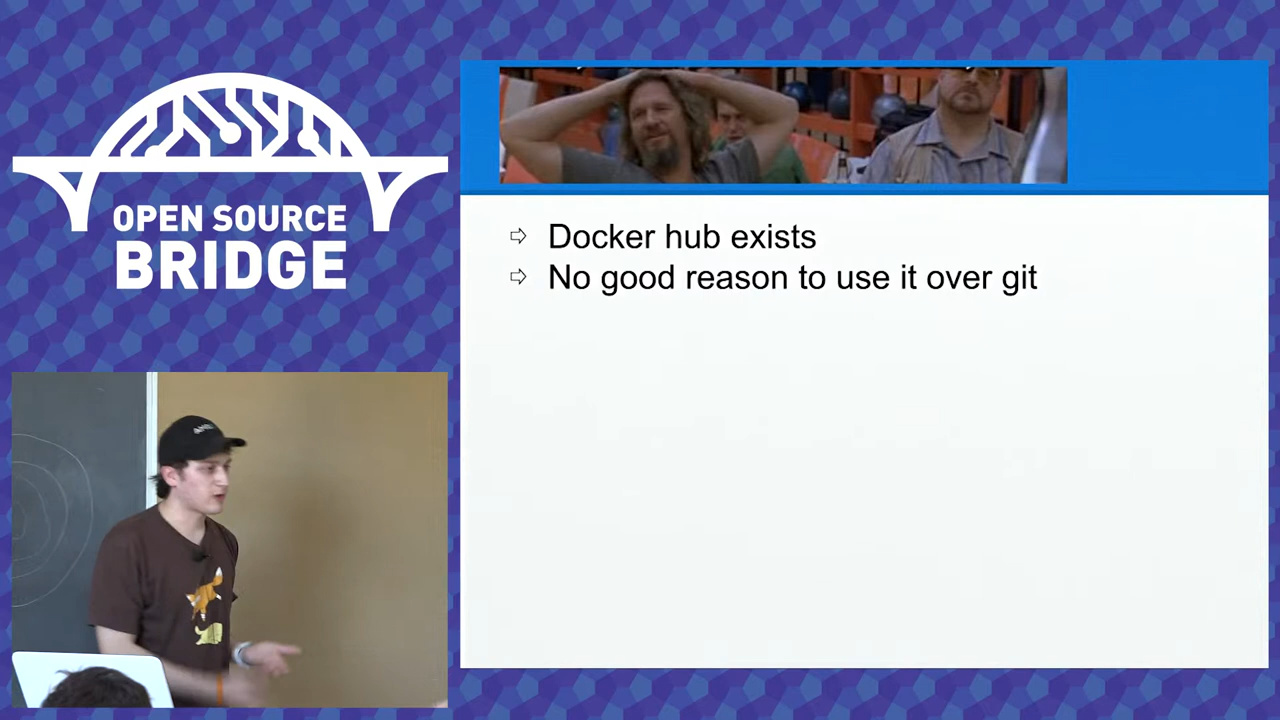 OPEN SOURCE
BRIDGE
Docker hub exists
No good reason to use it over git